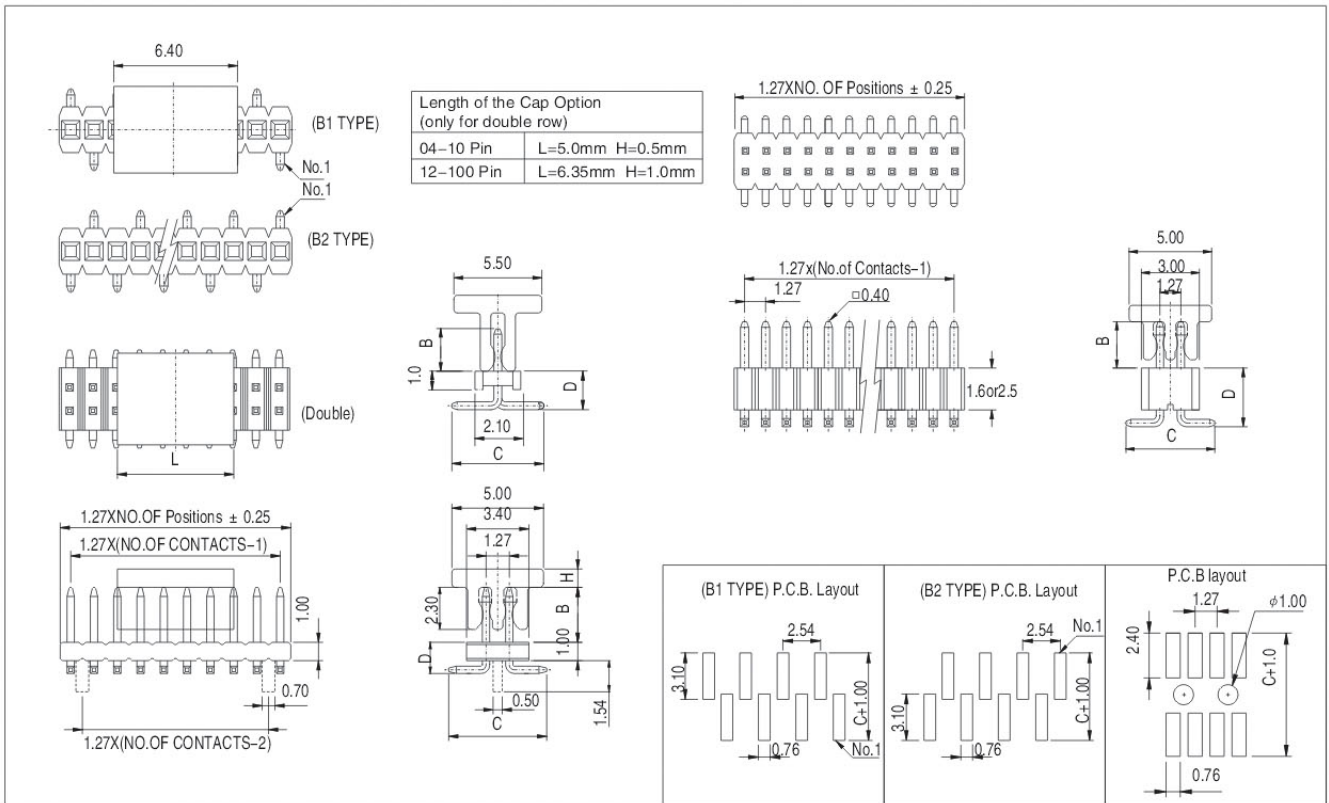 6.40
(B1 TYPE)
No.1
No.1
(B2 TYPE)
Length of the Cap Option
(only for double row)
04-10 Pin L=5.0mm H=0.5mm
12-100 Pin L=6.35mm H=1.0mm
1.27XNO. OF Positions ± 0.25
5.50
B
1.0
D
2.10
C
1.27x(No.of Contacts-1)
1.27
□0.40
1.6or2.5
5.00
3.00
1.27
B
D
C
(Double)
L
1.27XNO.OF Positions ± 0.25
1.27X(NO.OF CONTACTS-1)
1.00
0.70
1.27X(NO.OF CONTACTS-2)
5.00
3.40
1.27
H
2.30
B
1.00
D
0.50
1.54
C
(B1 TYPE) P.C.B. Layout
2.54
3.10
C+1.00
0.76
No.1
(B2 TYPE) P.C.B. Layout
2.54
No.1
3.10
C+1.00
0.76
P.C.B layout
1.27
ϕ1.00
2.40
C+1.0
0.76